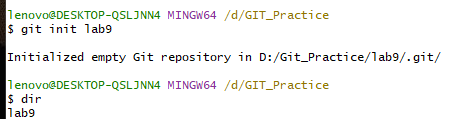 lenovo@DESKTOP-QSLJNN4 MINGW64 /d/GIT_Practice
$ git init lab9
Initialized empty Git repository in D:/Git_Practice/lab9/.git/
lenovo@DESKTOP-QSLJNN4 MINGW64 /d/GIT_Practice
$ dir
lab9